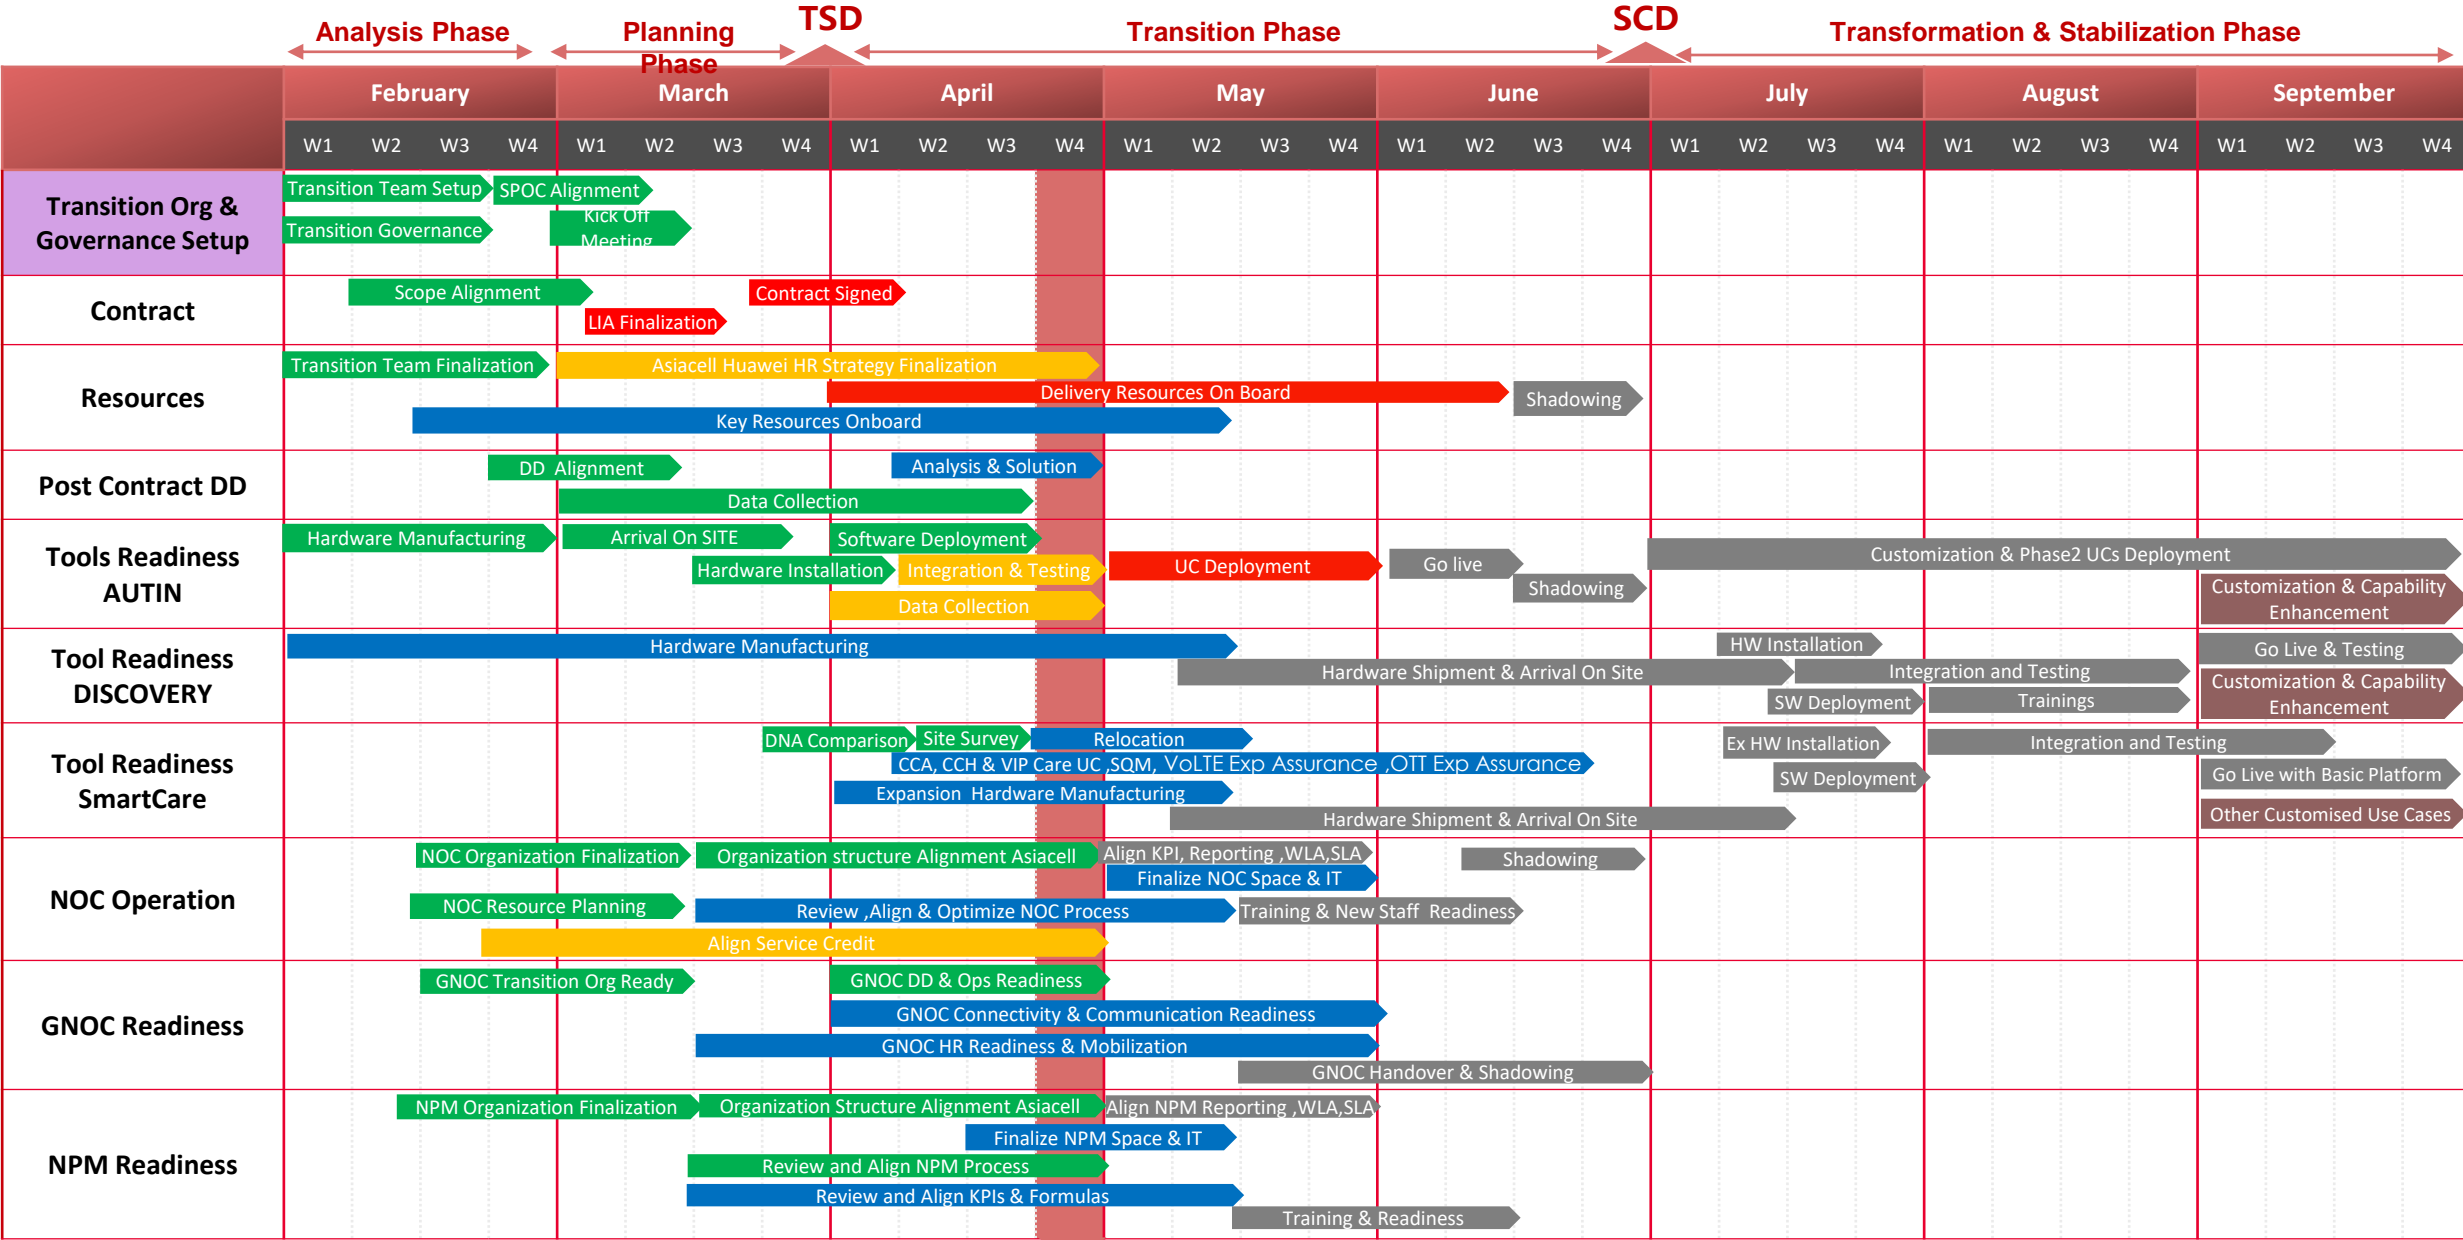 TSD
SCD
Analysis Phase
Planning
Phase
Transition Phase
Transformation & Stabilization Phase
February
March
April
May
June
July
August
September
W1 W2 W3 W4 W1 W2 W3 W4 W1 W2 W3 W4 W1 W2 W3 W4 W1 W2 W3 W4 W1 W2 W3 W4 W1 W2 W3 W4 W1 W2 W3 W4
Transition Org &
Governance Setup
Transition Team Setup
SPOC Alignment
Transition Governance
Kick Off
Meeting
Contract
Scope Alignment
Contract Signed
LIA Finalization
Resources
Transition Team Finalization
Asiacell Huawei HR Strategy Finalization
Delivery Resources On Board
Shadowing
Key Resources Onboard
Post Contract DD
DD Alignment
Analysis & Solution
Data Collection
Tools Readiness
AUTIN
Hardware Manufacturing
Arrival On SITE
Software Deployment
Hardware Installation
Integration & Testing
UC Deployment
Go live
Customization & Phase2 UCs Deployment
Shadowing
Data Collection
Customization & Capability
Enhancement
Tool Readiness
DISCOVERY
Hardware Manufacturing
HW Installation
Go Live & Testing
Hardware Shipment & Arrival On Site
Integration and Testing
SW Deployment
Trainings
Customization & Capability
Enhancement
Tool Readiness
SmartCare
DNA Comparison
Site Survey
Relocation
Ex HW Installation
Integration and Testing
CCA, CCH & VIP Care UC ,SQM, VoLTE Exp Assurance ,OTT Exp Assurance
SW Deployment
Go Live with Basic Platform
Expansion Hardware Manufacturing
Hardware Shipment & Arrival On Site
Other Customised Use Cases
NOC Operation
NOC Organization Finalization
Organization structure Alignment Asiacell
Align KPI, Reporting ,WLA,SLA
Shadowing
Finalize NOC Space & IT
NOC Resource Planning
Review ,Align & Optimize NOC Process
Training & New Staff Readiness
Align Service Credit
GNOC Readiness
GNOC Transition Org Ready
GNOC DD & Ops Readiness
GNOC Connectivity & Communication Readiness
GNOC HR Readiness & Mobilization
GNOC Handover & Shadowing
NPM Readiness
NPM Organization Finalization
Organization Structure Alignment Asiacell
Align NPM Reporting ,WLA,SLA
Finalize NPM Space & IT
Review and Align NPM Process
Review and Align KPIs & Formulas
Training & Readiness